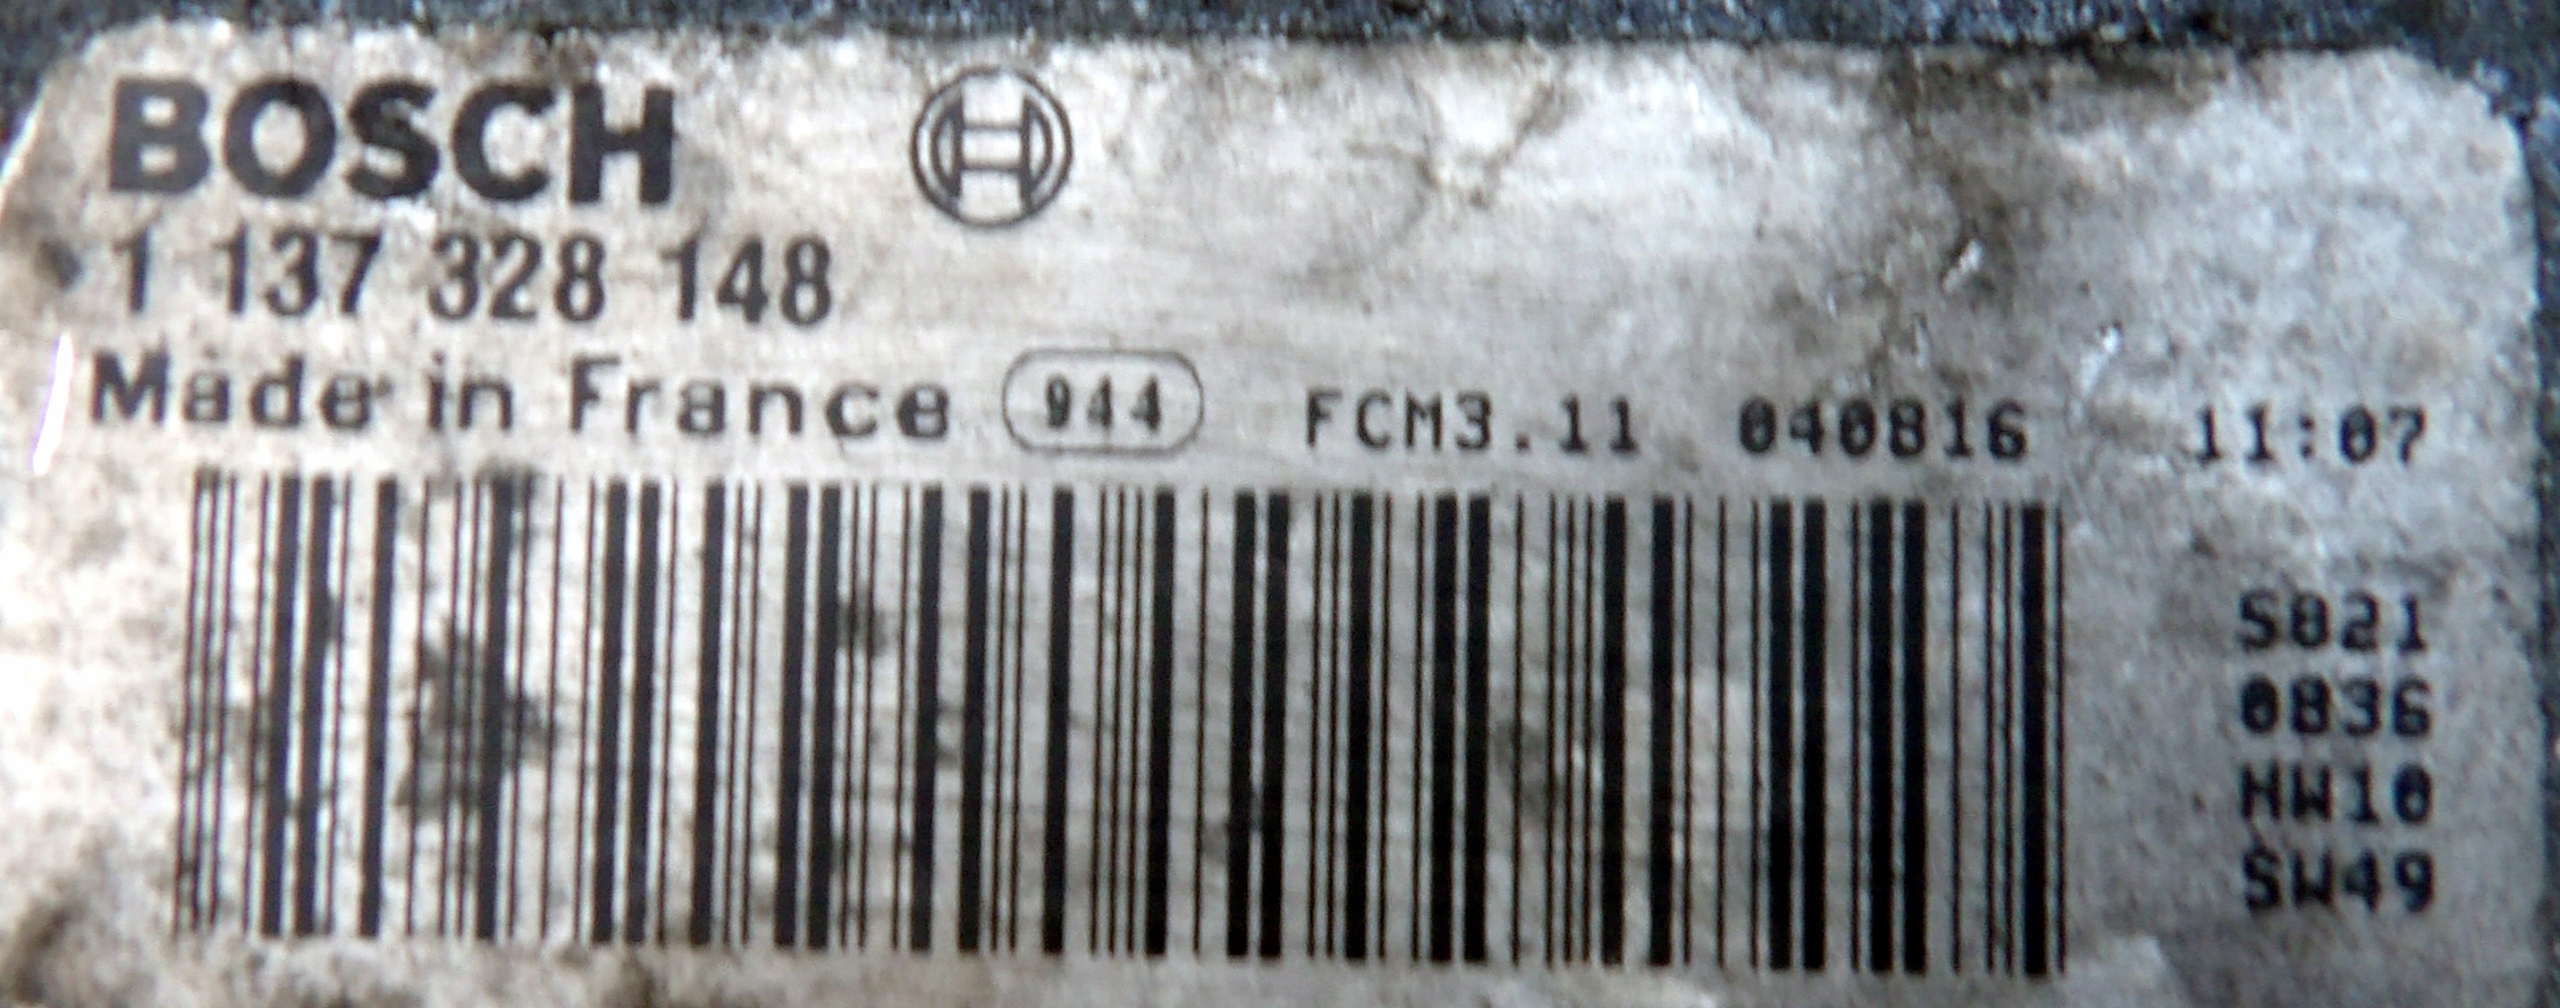 BOSCH
1 137 328 148
Made in France 944 FCM3.11 040816 11:07
S021
0836
HW10
SW49